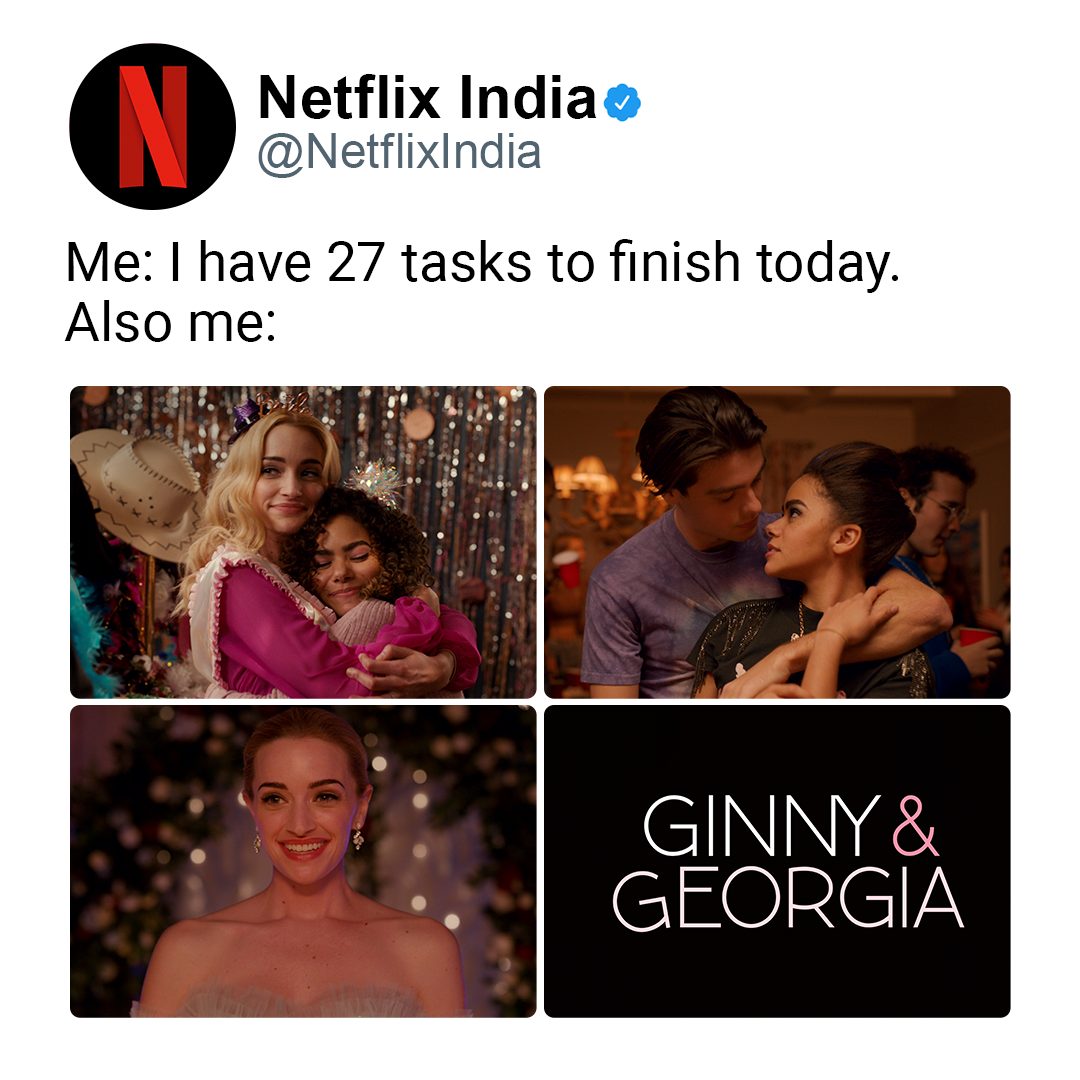 Netflix India
@NetflixIndia
Me: I have 27 tasks to finish today.
Also me:
GINNY &
GEORGIA